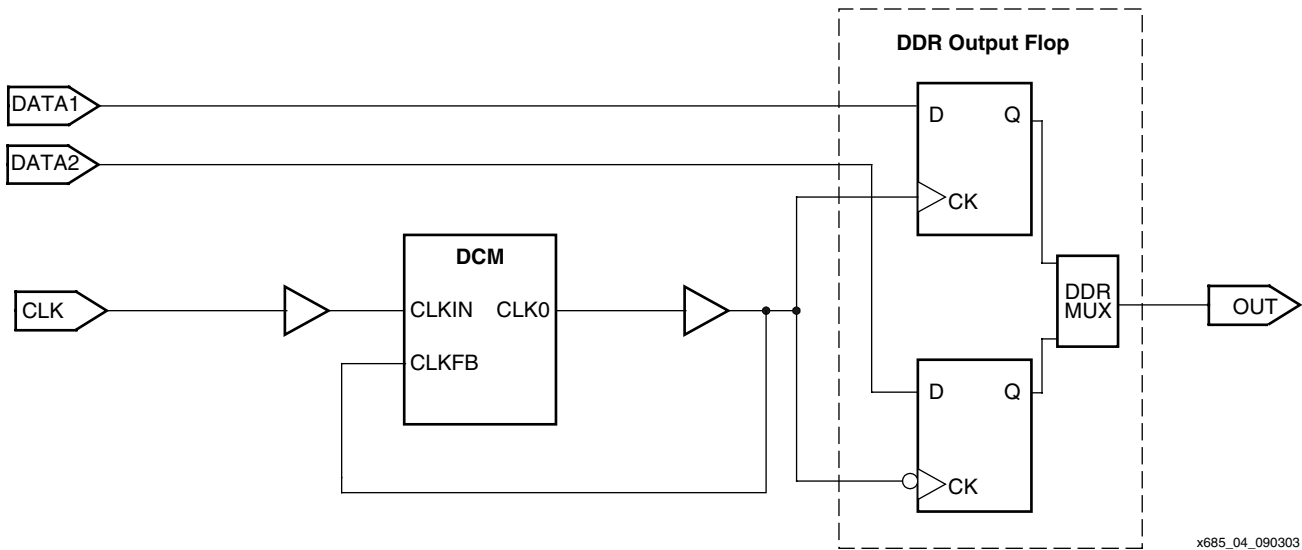 DDR Output Flop
DATA1
D
Q
DATA2
CK
DCM
CLK
CLKIN
CLK0
DDR
MUX
OUT
CLKFB
D
Q
CK
x685_04_090303